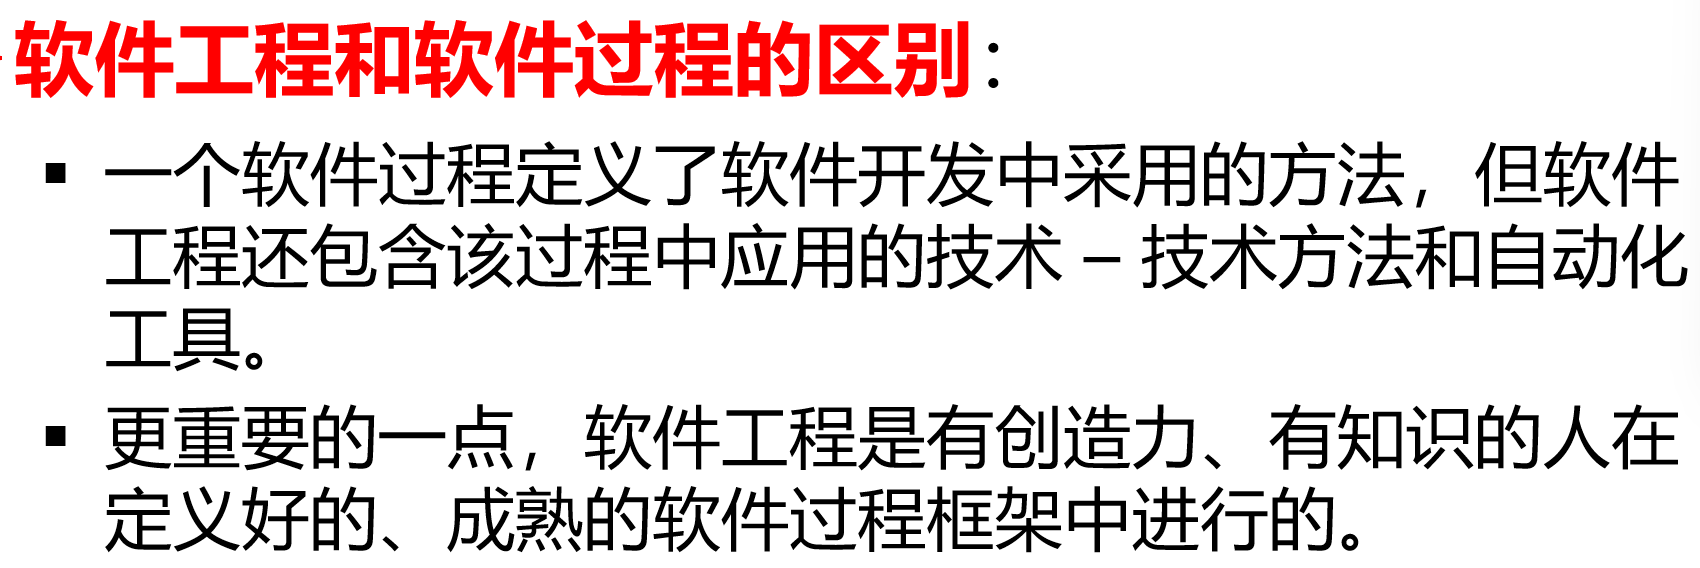 软件工程和软件过程的区别：
▪ 一个软件过程定义了软件开发中采用的方法，但软件
工程还包含该过程中应用的技术 – 技术方法和自动化
工具。
▪ 更重要的一点，软件工程是有创造力、有知识的人在
定义好的、成熟的软件过程框架中进行的。